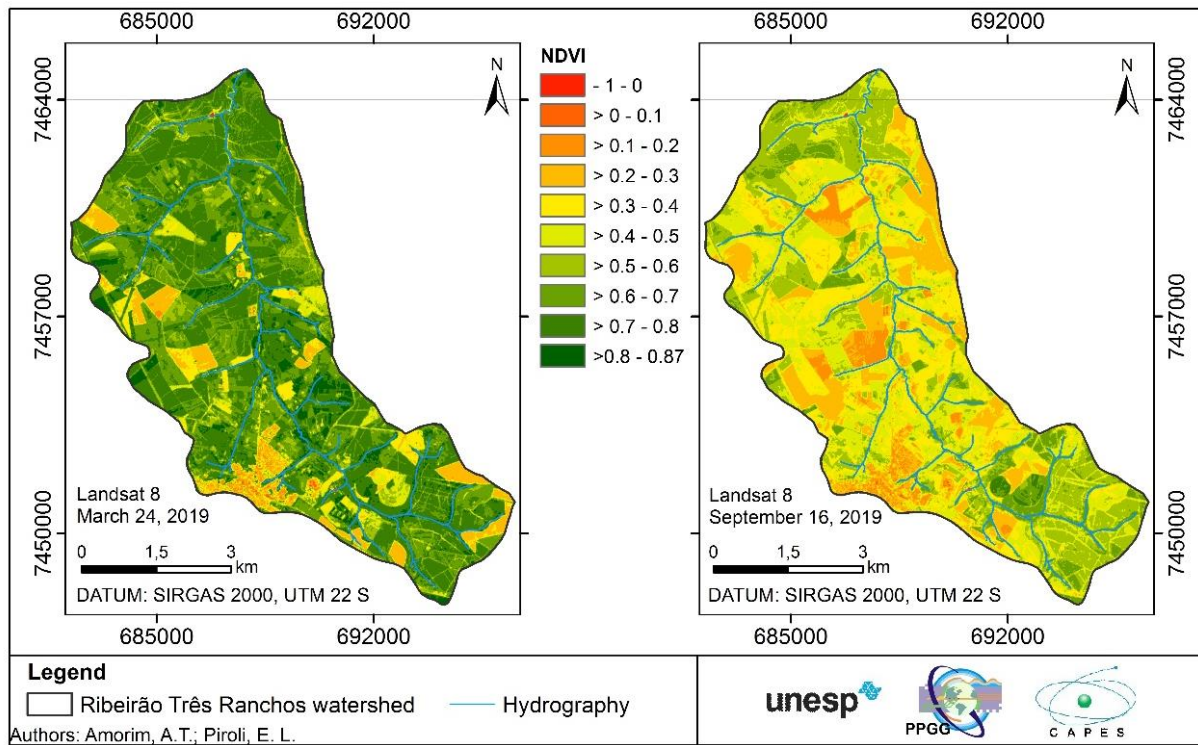 685000
692000
685000
692000
7464000
7457000
7450000
N
Landsat 8
March 24, 2019
0
1,5
3
km
DATUM: SIRGAS 2000, UTM 22 S
NDVI
- 1 - 0
> 0 - 0.1
> 0.1 - 0.2
> 0.2 - 0.3
> 0.3 - 0.4
> 0.4 - 0.5
> 0.5 - 0.6
> 0.6 - 0.7
> 0.7 - 0.8
>0.8 - 0.87
N
7464000
7457000
7450000
Landsat 8
September 16, 2019
0
1,5
3
km
DATUM: SIRGAS 2000, UTM 22 S
685000
692000
685000
692000
Legend
Ribeirão Três Ranchos watershed
Hydrography
Authors: Amorim, A.T.; Piroli, E. L.
unesp
PPGG
CAPES